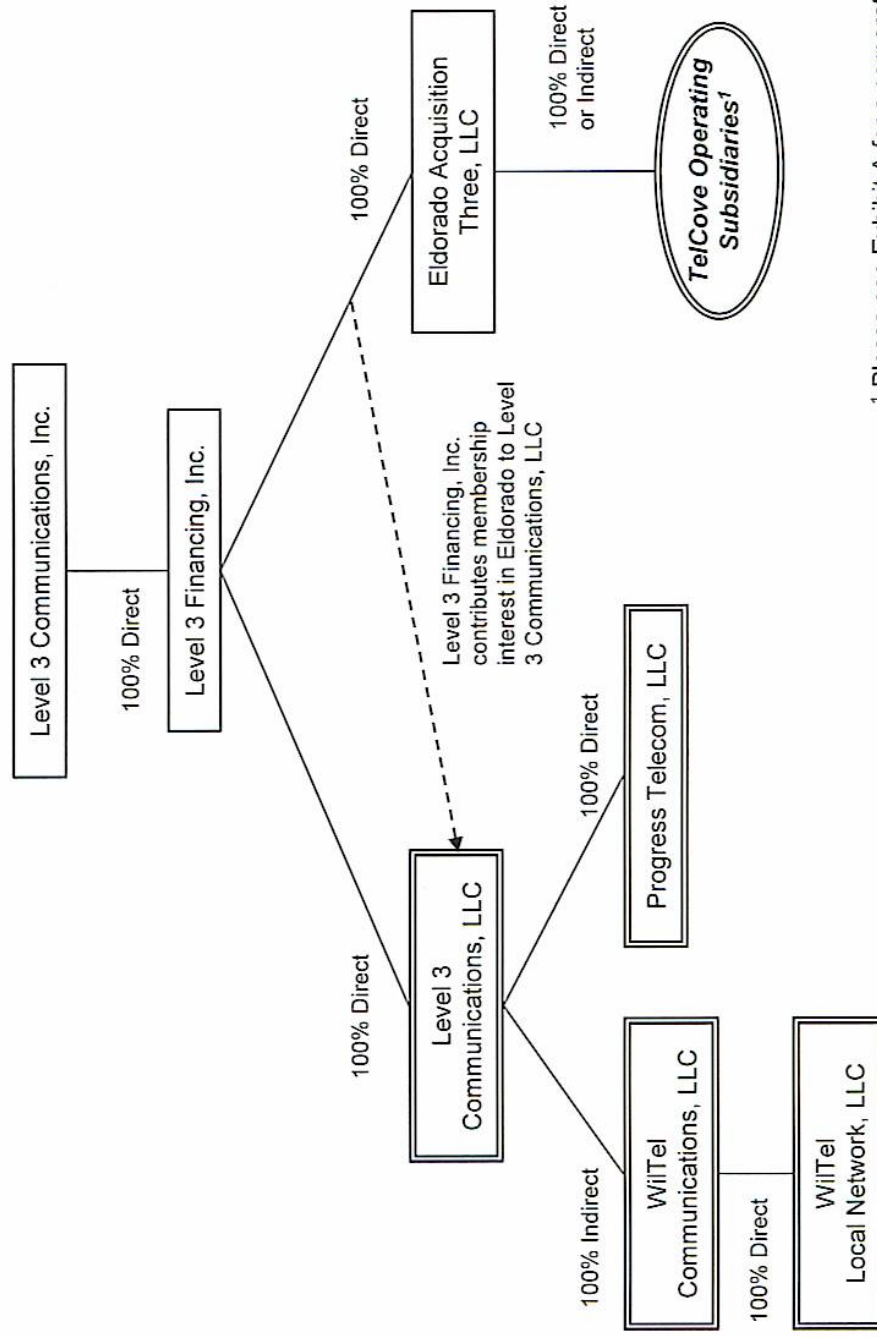 Level 3 Communications, Inc.
100% Direct
Level 3 Financing, Inc.
100% Direct
100% Direct
Level 3
Communications, LLC
Eldorado Acquisition
Three, LLC
Level 3 Financing, Inc.
contributes membership
interest in Eldorado to Level
3 Communications, LLC
100% Direct
or Indirect
100% Indirect
100% Direct
WilTel
Communications, LLC
Progress Telecom, LLC
TelCove Operating
Subsidiaries¹
100% Direct
WilTel
Local Network, LLC
¹ Please see Exhibit A for a